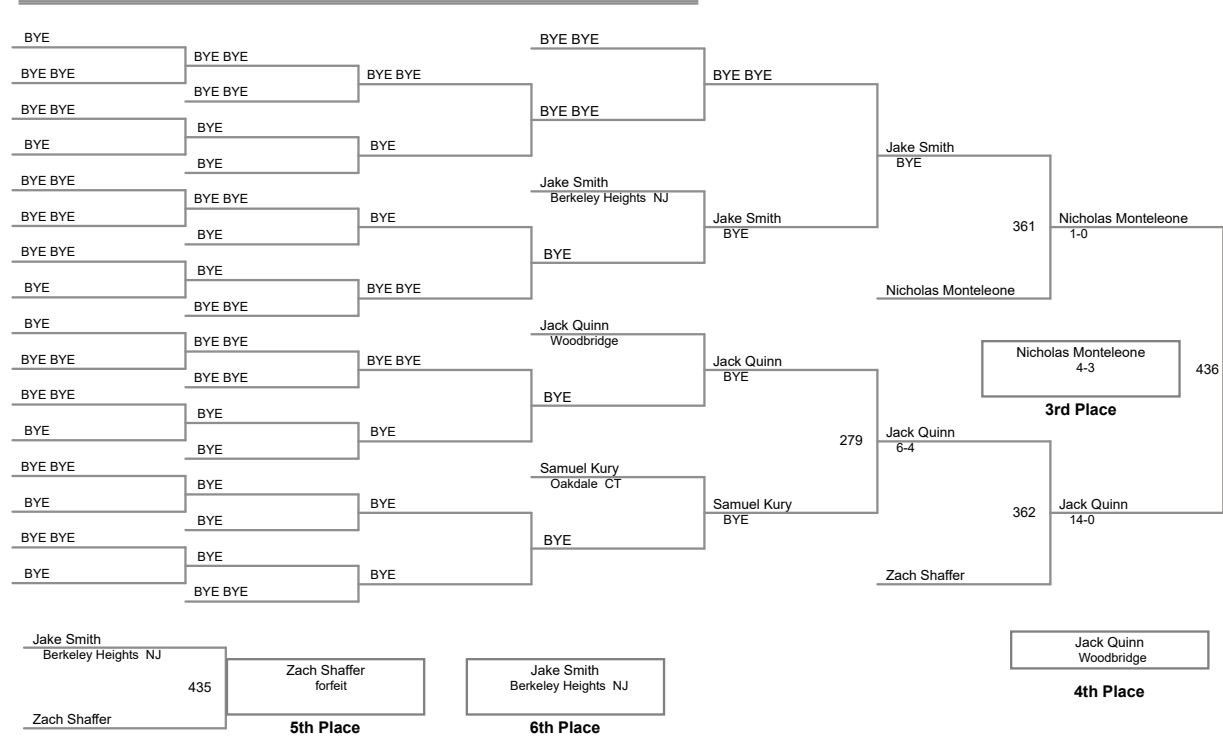 BYE
BYE BYE
BYE BYE
BYE
BYE BYE
BYE BYE
BYE BYE
BYE
BYE
BYE BYE
BYE BYE
BYE
BYE BYE
BYE
BYE BYE
BYE
BYE BYE
BYE BYE
BYE
BYE
BYE BYE
BYE
BYE
BYE BYE
BYE BYE
BYE BYE
BYE
BYE
BYE
BYE
BYE
BYE BYE
BYE BYE
BYE
BYE
BYE BYE
BYE BYE
BYE
BYE
BYE
BYE BYE
BYE BYE
Jake Smith
Berkeley Heights NJ
BYE
Jack Quinn
Woodbridge
BYE
Samuel Kury
Oakdale CT
BYE
BYE BYE
Jake Smith
BYE
Jack Quinn
BYE
Samuel Kury
BYE
279
Jake Smith
BYE
Nicholas Monteleone
Jack Quinn
6-4
Zach Shaffer
361
362
Nicholas Monteleone
1-0
Jack Quinn
14-0
436
Nicholas Monteleone
4-3
3rd Place
Jack Quinn
Woodbridge
4th Place
Jake Smith
Berkeley Heights NJ
435
Zach Shaffer
Zach Shaffer
forfeit
5th Place
Jake Smith
Berkeley Heights NJ
6th Place